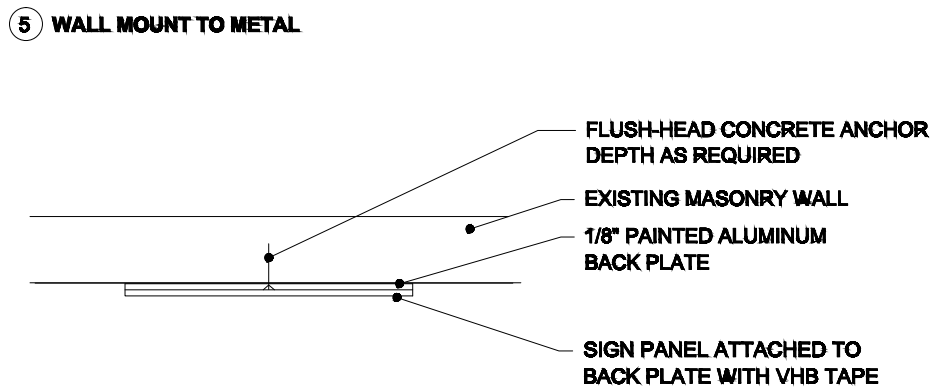 5 WALL MOUNT TO METAL
FLUSH-HEAD CONCRETE ANCHOR
DEPTH AS REQUIRED
EXISTING MASONRY WALL
1/8" PAINTED ALUMINUM
BACK PLATE
SIGN PANEL ATTACHED TO
BACK PLATE WITH VHB TAPE